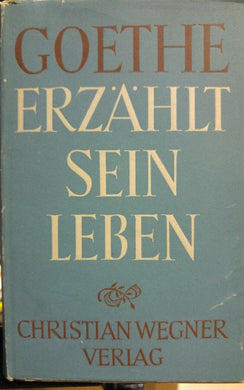 GOETHE
ERZÄHLT
SEIN
LEBEN
CHRISTIAN WEGNER
VERLAG